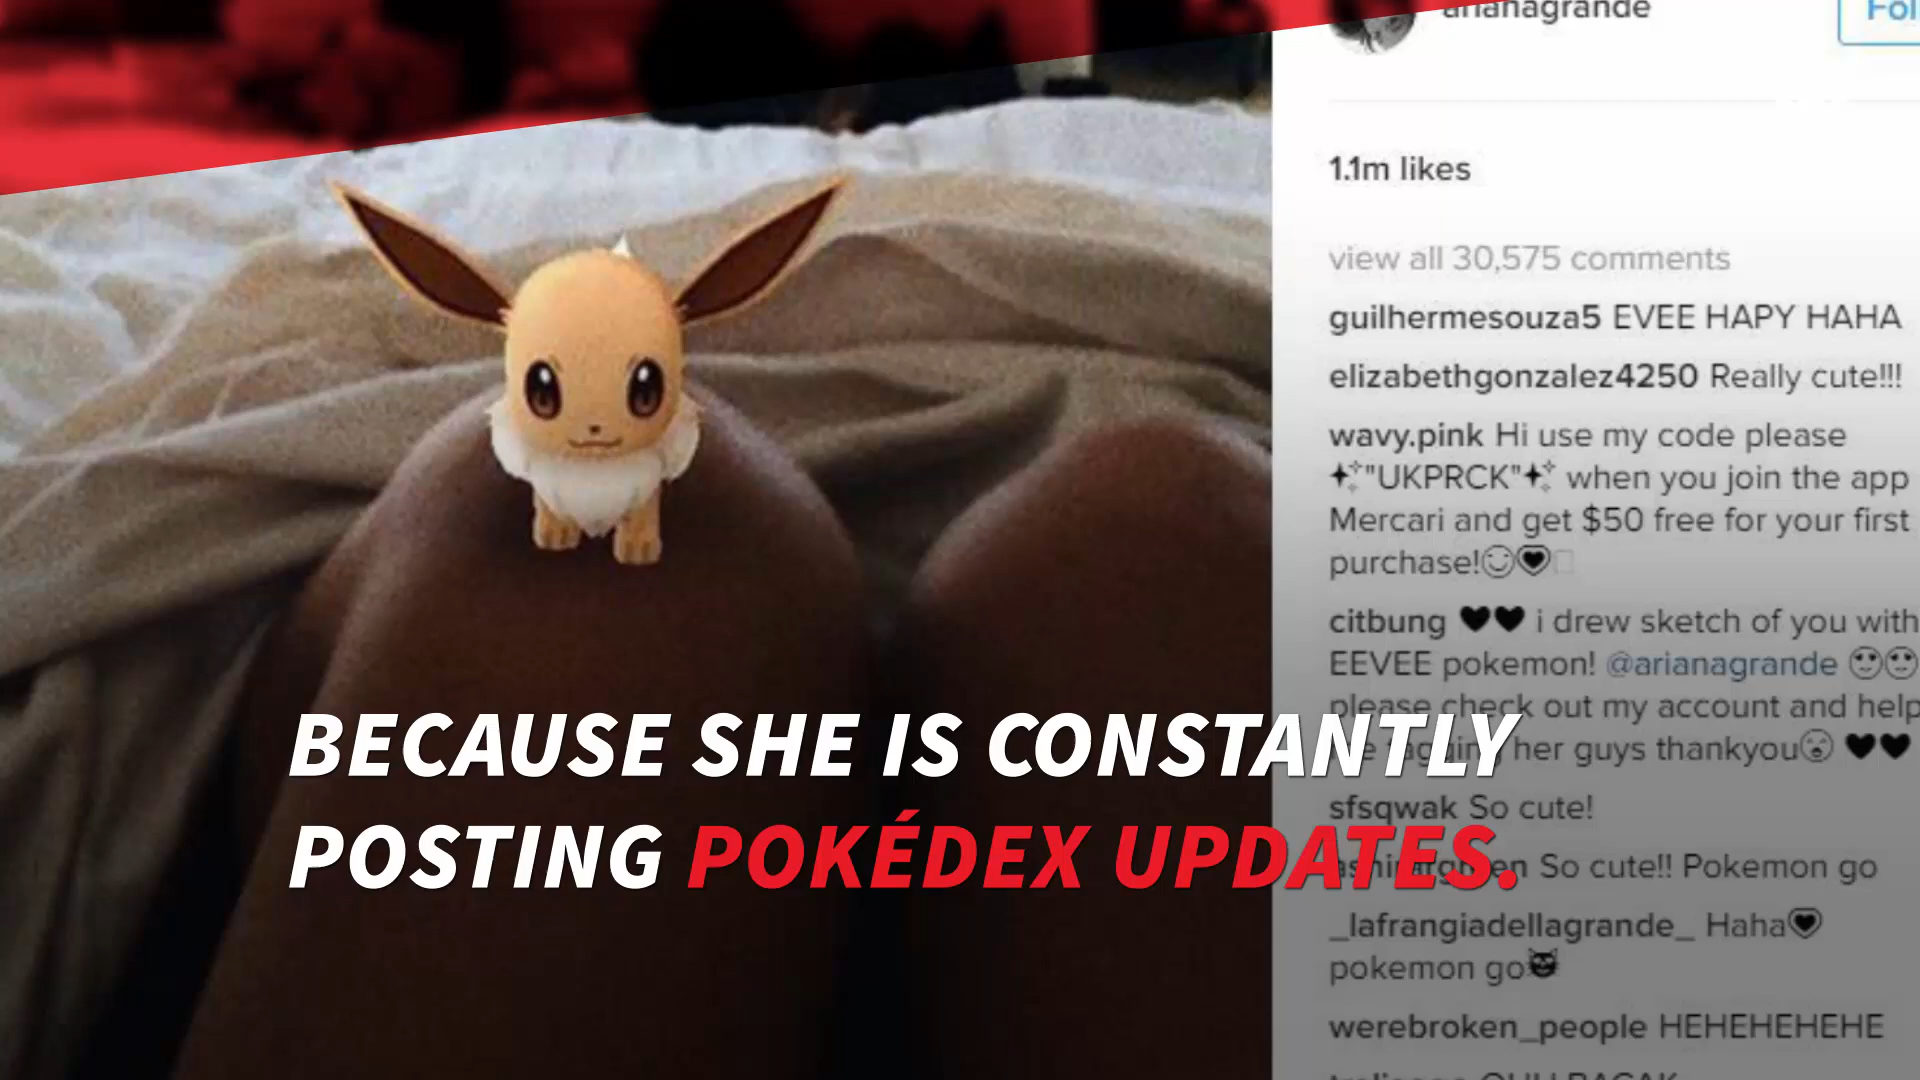 arianagrande
1.1m likes
view all 30,575 comments
guilhermesouza5 EVEE HAPY HAHA
elizabethgonzalez4250 Really cute!!!
wavy.pink Hi use my code please
"UKPRCK" when you join the app
Mercari and get $50 free for your first
purchase!
citbung ♥♥ i drew sketch of you with
EEVEE pokemon! @arianagrande
please check out my account and help
her guys thankyou ♥♥
sfsqwak So cute!
So cute!! Pokemon go
_lafrangiadellagrande_ Haha
pokemon go
werebroken_people HEHEHEHEHE
BECAUSE SHE IS CONSTANTLY
POSTING POKÉDEX UPDATES.